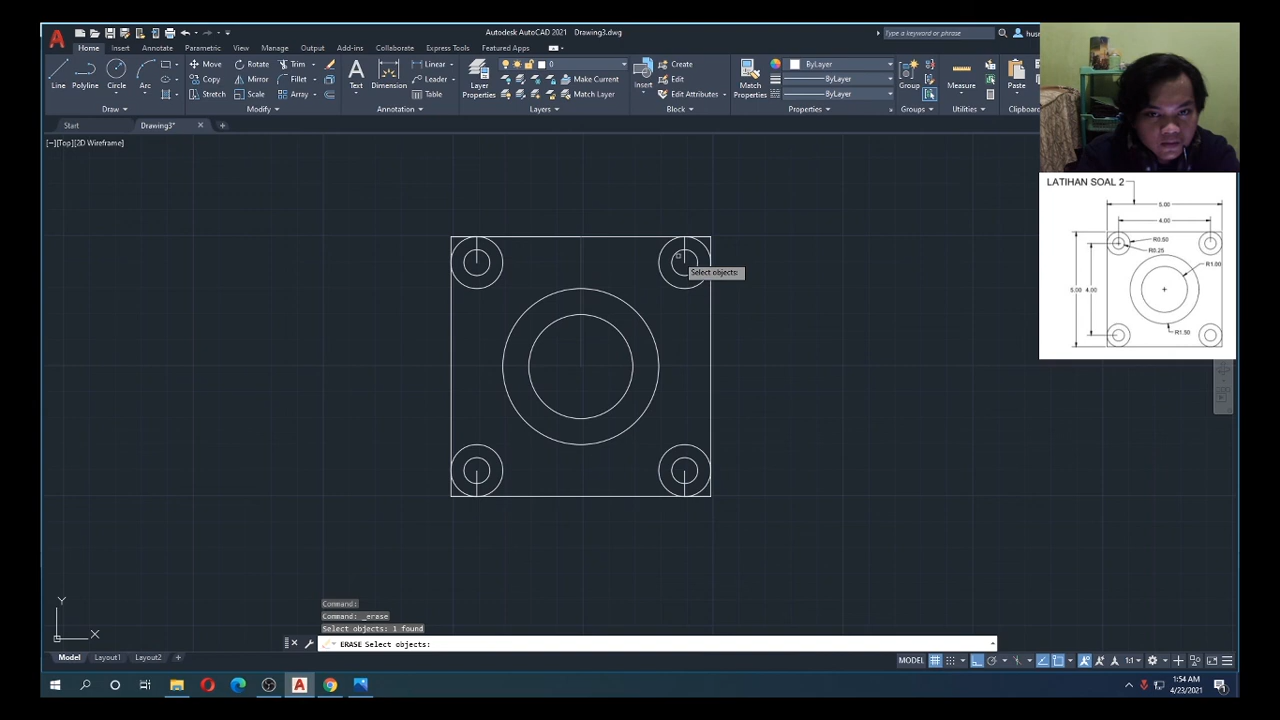 Autodesk AutoCAD 2021 Drawing3.dwg
Type a keyword or phrase
Home Insert Annotate Parametric View Manage Output Add-ins Collaborate Express Tools Featured Apps
Line Polyline Circle Arc
Move Rotate Trim
Copy Mirror Fillet
Stretch Scale Array
Text Dimension
Linear
Leader
Table
Layer
Properties
0
Make Current
Match Layer
Insert
Create
Edit
Edit Attributes
Match
Properties
ByLayer
ByLayer
ByLayer
Group
Measure
Paste
Draw Modify Annotation Layers Block Properties Groups Utilities Clipboard
Start Drawing3*
[−][Top][2D Wireframe]
Select objects:
LATIHAN SOAL 2
5.00
4.00
R0.50
R0.25
R1.00
5.00 4.00
R1.50
Y
X
Command:
Command: _erase
Select objects: 1 found
ERASE Select objects:
Model Layout1 Layout2
MODEL
1:1
1:54 AM
4/23/2021